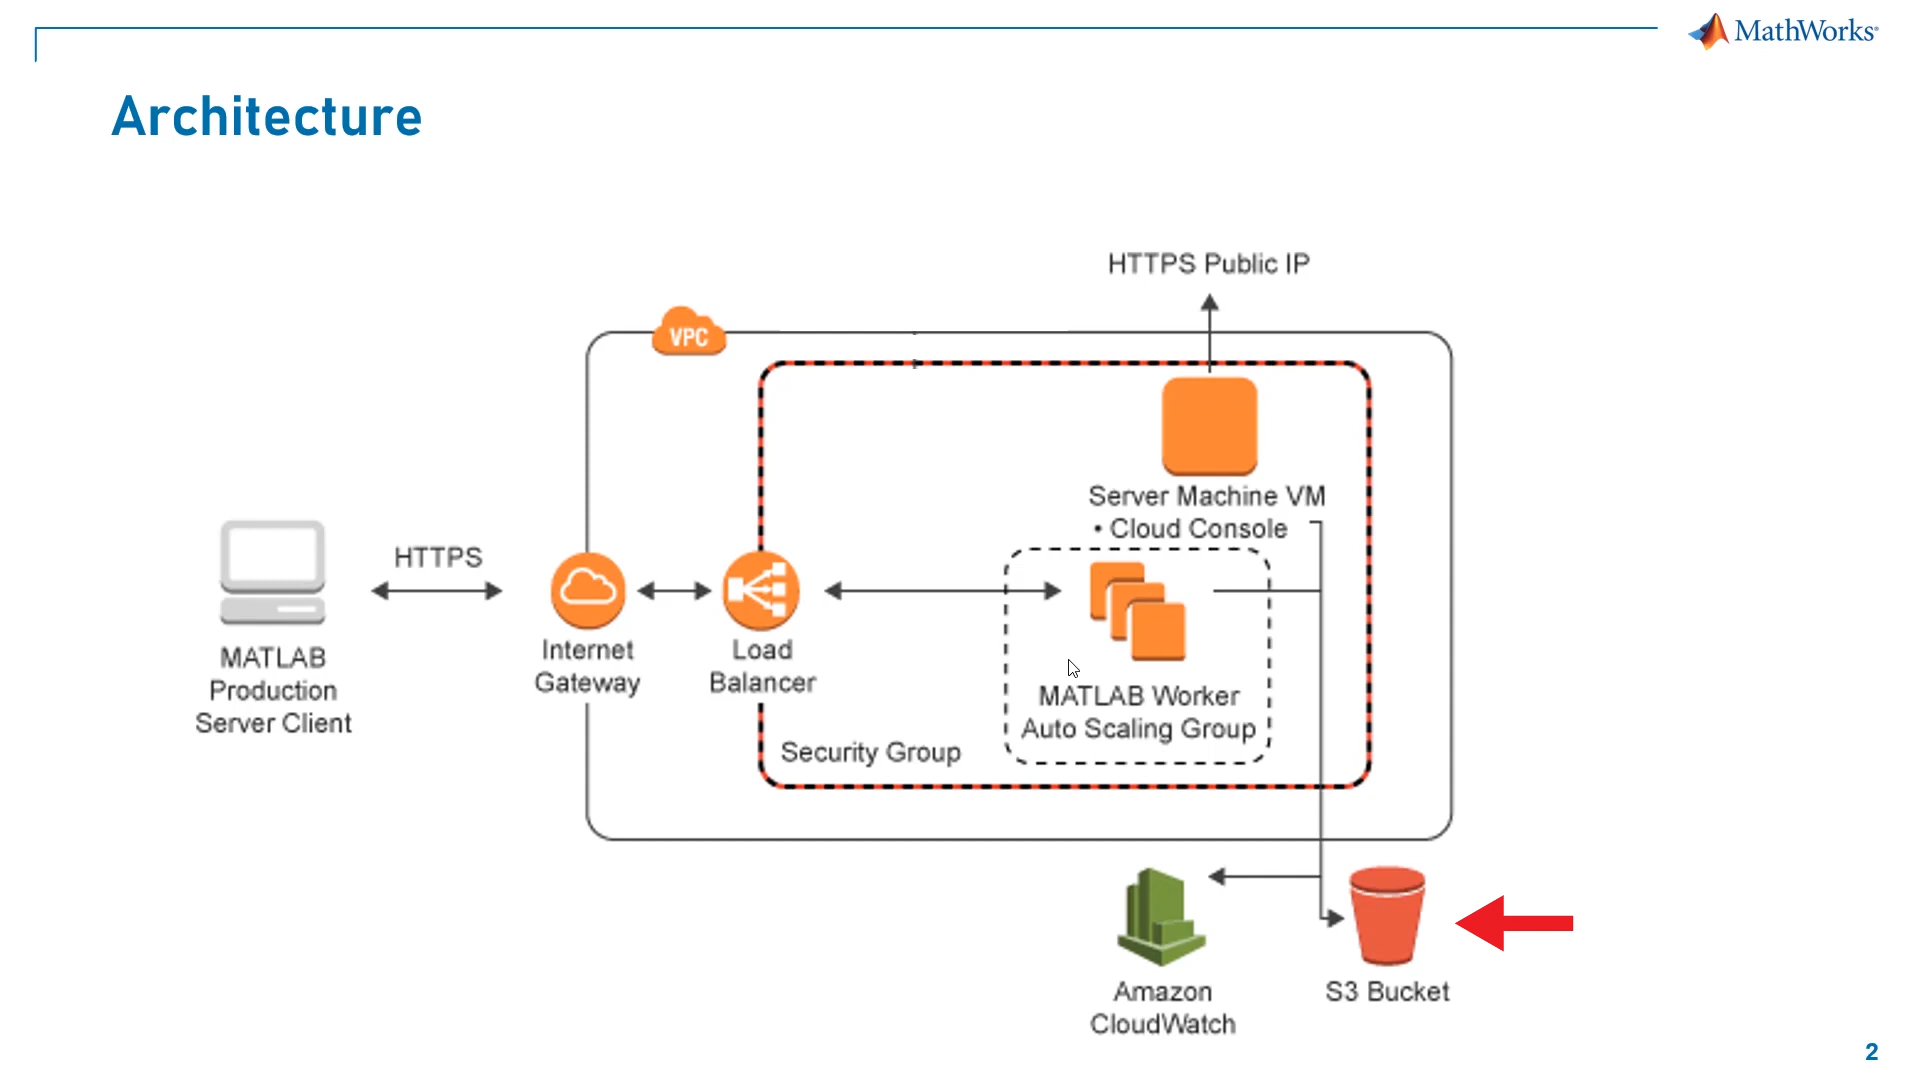 MathWorks®
Architecture
HTTPS Public IP
VPC
Server Machine VM
• Cloud Console
HTTPS
MATLAB
Production
Server Client
Internet
Gateway
Load
Balancer
MATLAB Worker
Auto Scaling Group
Security Group
Amazon
CloudWatch
S3 Bucket
2